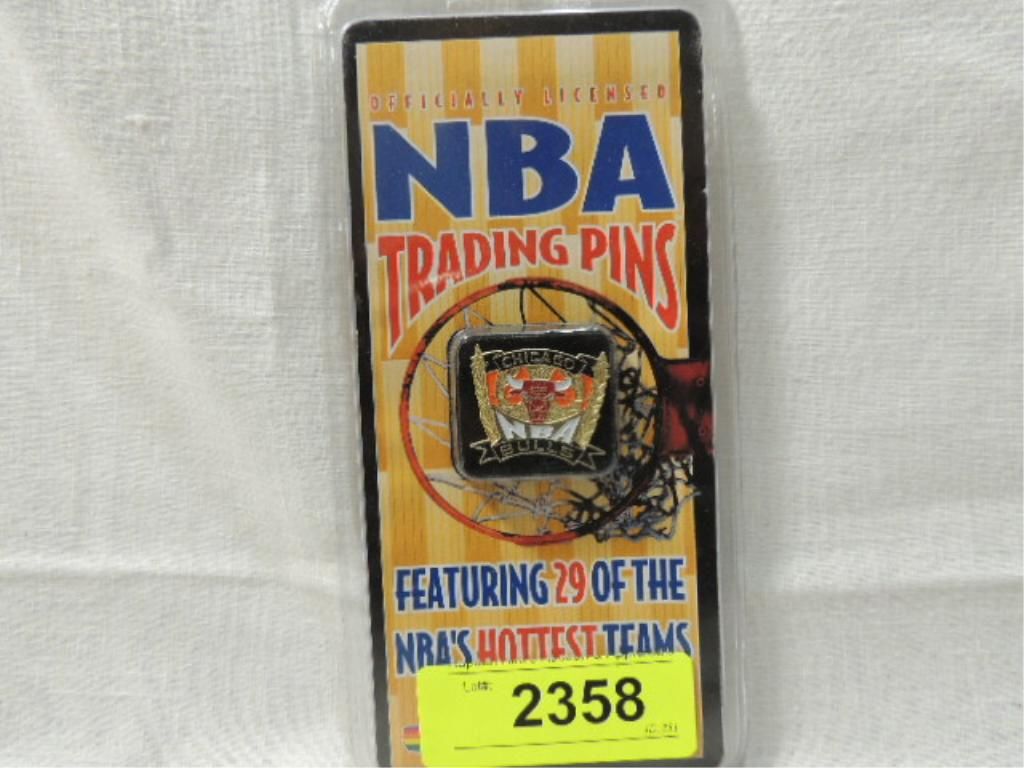 OFFICIALLY LICENSED
NBA
TRADING PINS
CHICAGO
NBA
BULLS
FEATURING 29 OF THE
NBA'S HOTTEST TEAMS
Lot#: 2358